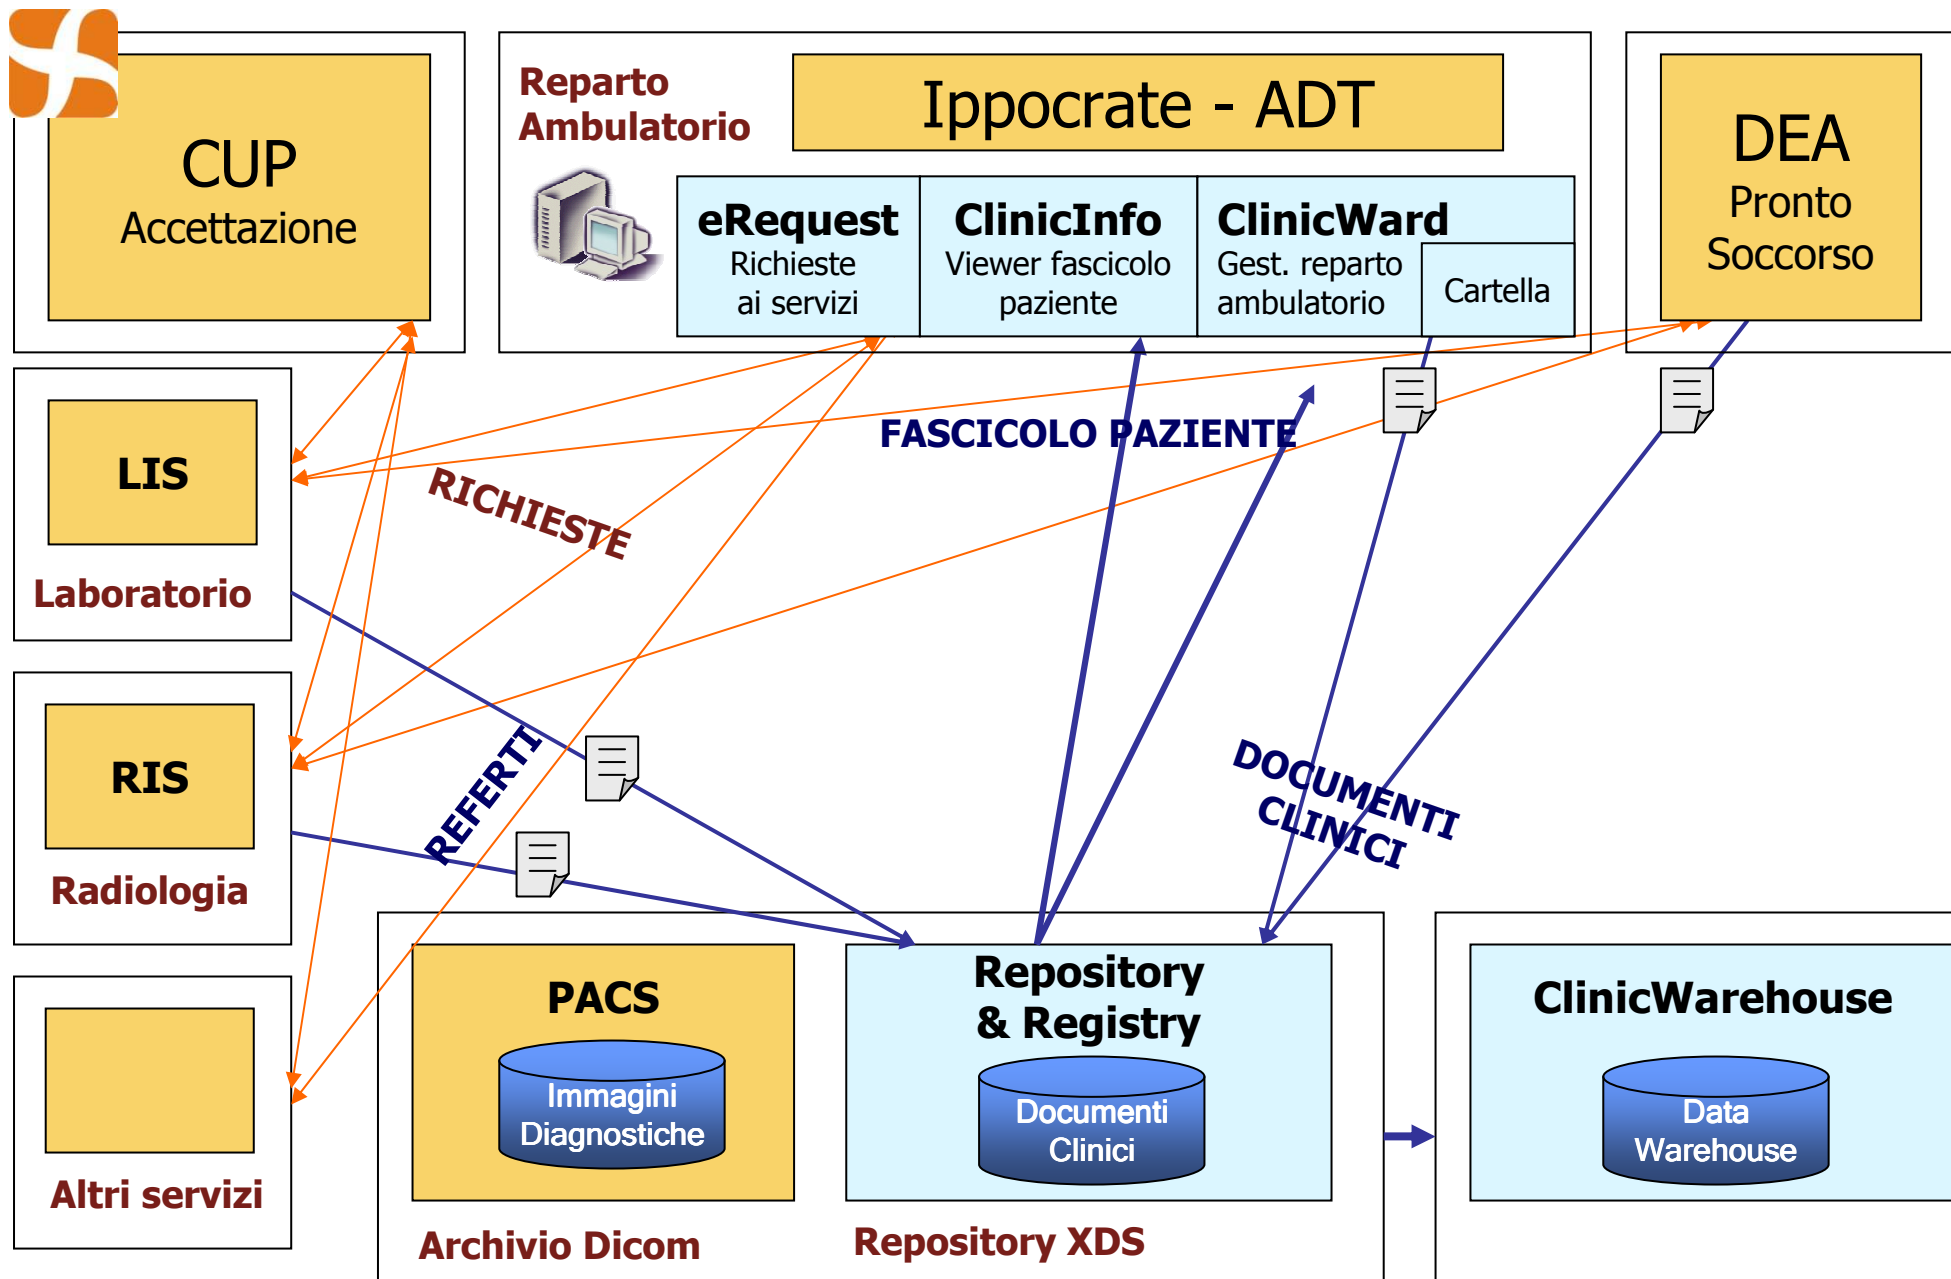 CUP
Accettazione
Reparto
Ambulatorio
Ippocrate - ADT
eRequest
Richieste
ai servizi
ClinicInfo
Viewer fascicolo
paziente
ClinicWard
Gest. reparto
ambulatorio
Cartella
DEA
Pronto
Soccorso
LIS
Laboratorio
RICHIESTE
FASCICOLO PAZIENTE
RIS
Radiologia
REFERTI
DOCUMENTI
CLINICI
Altri servizi
PACS
Immagini
Diagnostiche
Archivio Dicom
Repository
& Registry
Documenti
Clinici
Repository XDS
ClinicWarehouse
Data
Warehouse